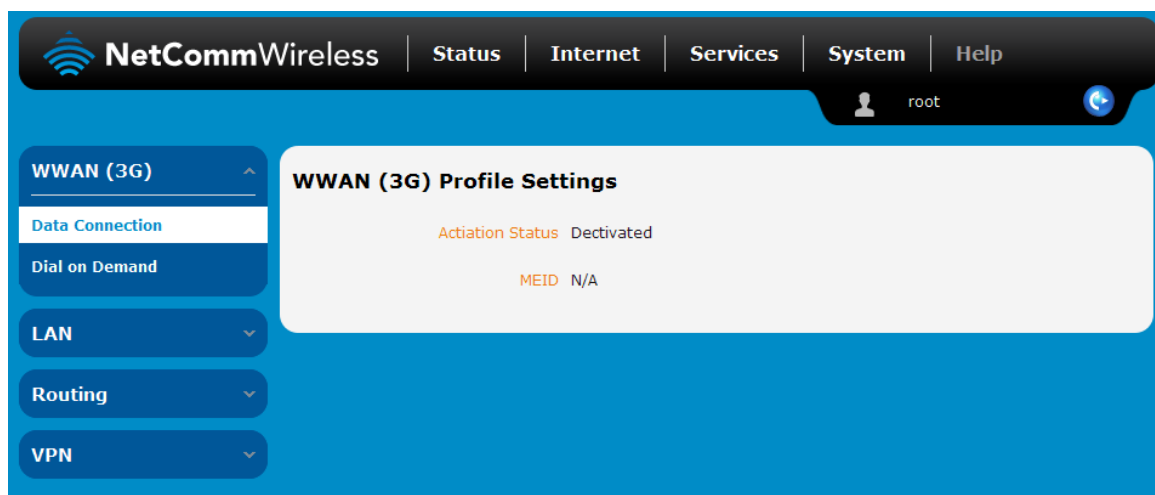 NetCommWireless Status Internet Services System Help
root
WWAN (3G)
Data Connection
Dial on Demand
LAN
Routing
VPN
WWAN (3G) Profile Settings
Actiation Status Dectivated
MEID N/A